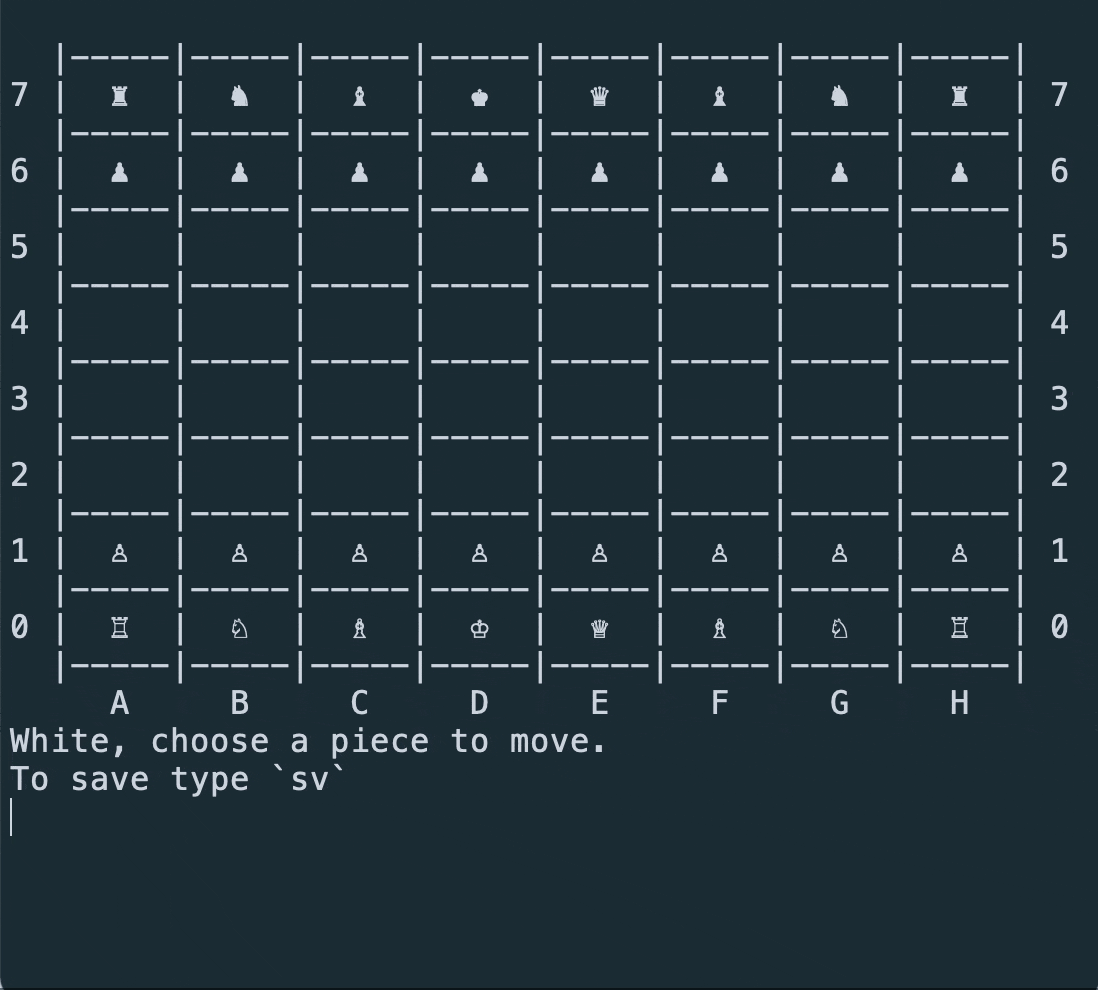 |-----|-----|-----|-----|-----|-----|-----|-----|
7 | ♜ | ♞ | ♝ | ♚ | ♛ | ♝ | ♞ | ♜ | 7
|-----|-----|-----|-----|-----|-----|-----|-----|
6 | ♟ | ♟ | ♟ | ♟ | ♟ | ♟ | ♟ | ♟ | 6
|-----|-----|-----|-----|-----|-----|-----|-----|
5 | | | | | | | | | 5
|-----|-----|-----|-----|-----|-----|-----|-----|
4 | | | | | | | | | 4
|-----|-----|-----|-----|-----|-----|-----|-----|
3 | | | | | | | | | 3
|-----|-----|-----|-----|-----|-----|-----|-----|
2 | | | | | | | | | 2
|-----|-----|-----|-----|-----|-----|-----|-----|
1 | ♙ | ♙ | ♙ | ♙ | ♙ | ♙ | ♙ | ♙ | 1
|-----|-----|-----|-----|-----|-----|-----|-----|
0 | ♖ | ♘ | ♗ | ♔ | ♕ | ♗ | ♘ | ♖ | 0
|-----|-----|-----|-----|-----|-----|-----|-----|
A B C D E F G H
White, choose a piece to move.
To save type `sv`